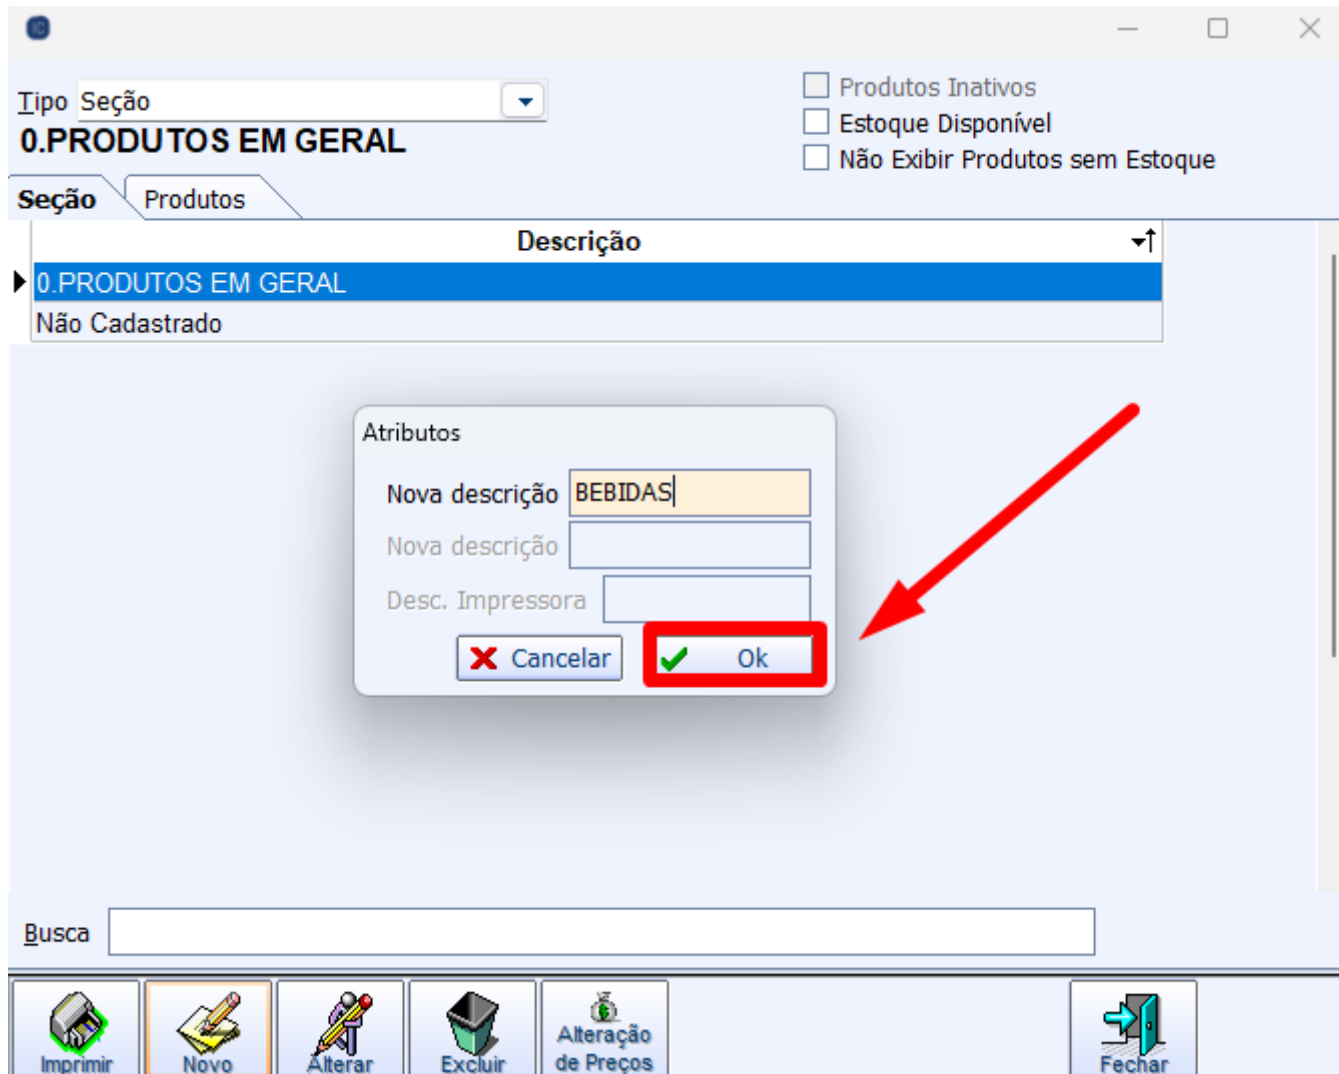 Tipo Seção
0.PRODUTOS EM GERAL
Produtos Inativos
Estoque Disponível
Não Exibir Produtos sem Estoque
Seção Produtos
Descrição
0.PRODUTOS EM GERAL
Não Cadastrado
Atributos
Nova descrição BEBIDAS
Nova descrição
Desc. Impressora
Cancelar Ok
Busca
Imprimir
Novo
Alterar
Excluir
Alteração
de Preços
Fechar